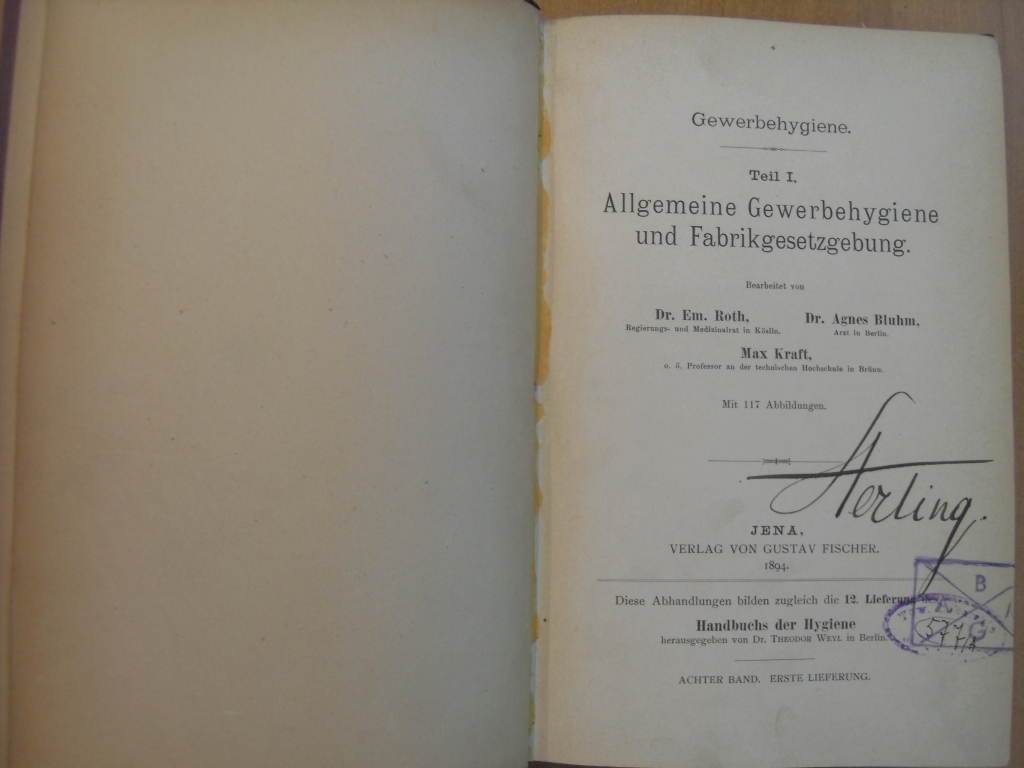 Gewerbehygiene.
Teil I.
Allgemeine Gewerbehygiene
und Fabrikgesetzgebung.
Bearbeitet von
Dr. Em. Roth,
Regierungs- und Medizinalrat in Köslin.
Dr. Agnes Bluhm,
Arzt in Berlin.
Max Kraft,
o. ö. Professor an der technischen Hochschule in Brünn.
Mit 117 Abbildungen.
Sterling.
JENA,
VERLAG VON GUSTAV FISCHER.
1894.
B
Diese Abhandlungen bilden zugleich die 12. Lieferung
Handbuchs der Hygiene
herausgegeben von Dr. THEODOR WEYL in Berlin.
ACHTER BAND. ERSTE LIEFERUNG.